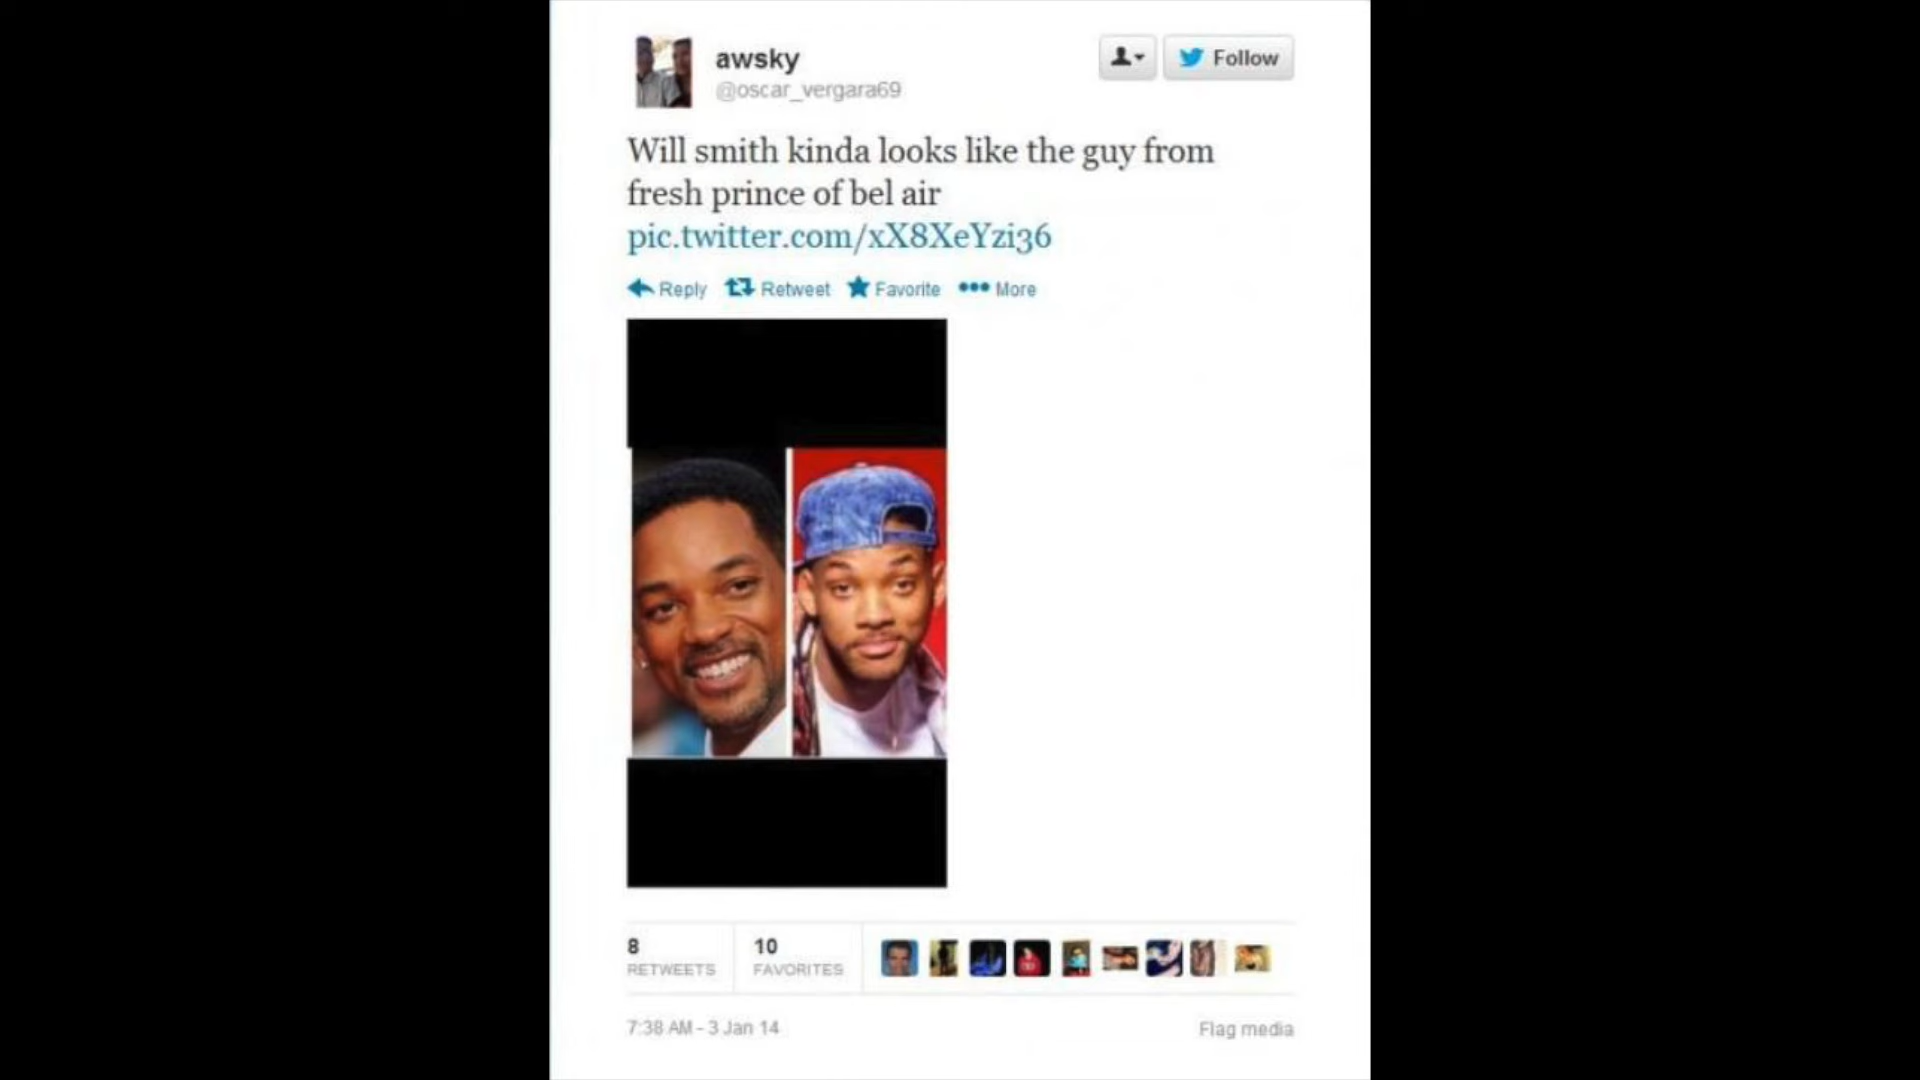 awsky
@oscar_vergara69
Follow
Will smith kinda looks like the guy from
fresh prince of bel air
pic.twitter.com/xX8XeYzi36
Reply Retweet Favorite More
8
RETWEETS
10
FAVORITES
7:38 AM - 3 Jan 14
Flag media